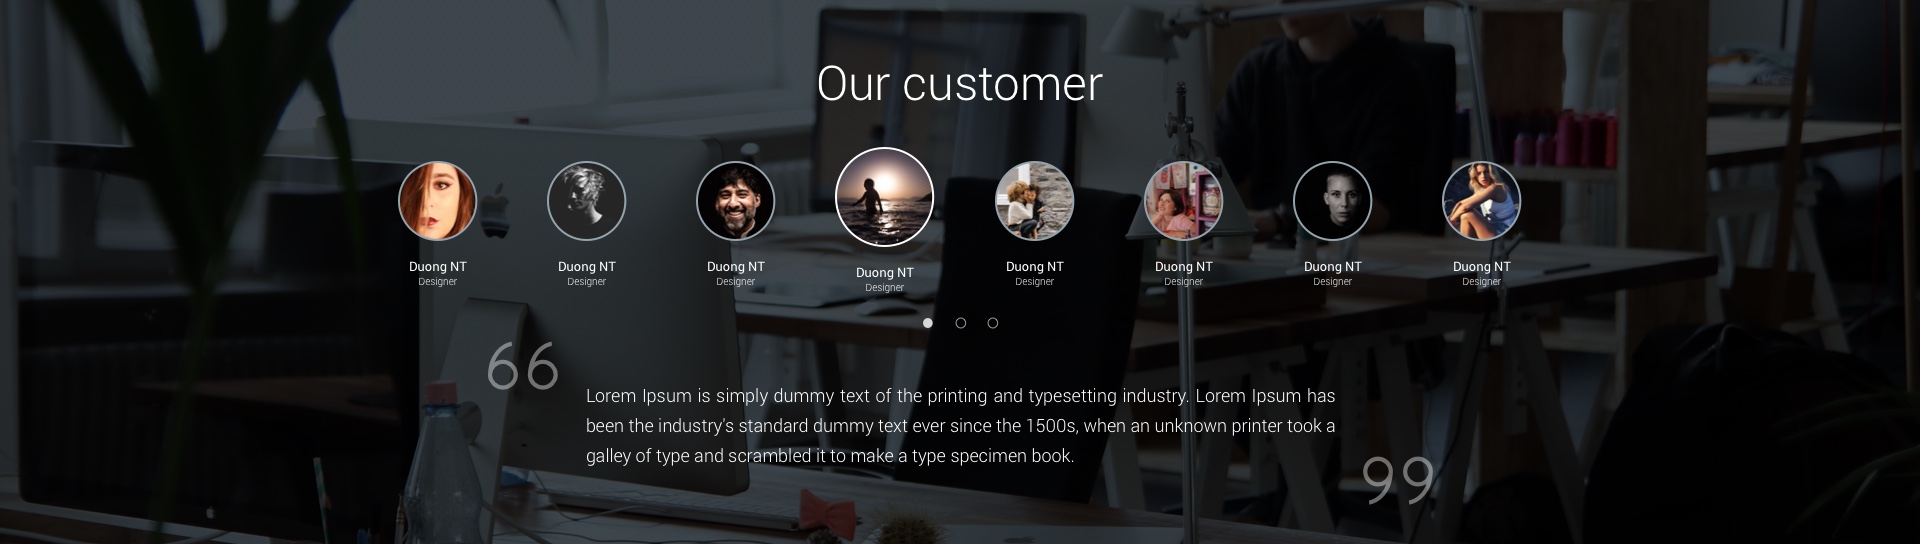 Our customer
Duong NT
Designer
Duong NT
Designer
Duong NT
Designer
Duong NT
Designer
Duong NT
Designer
Duong NT
Designer
Duong NT
Designer
Duong NT
Designer
“
Lorem Ipsum is simply dummy text of the printing and typesetting industry. Lorem Ipsum has
been the industry's standard dummy text ever since the 1500s, when an unknown printer took a
galley of type and scrambled it to make a type specimen book.
”